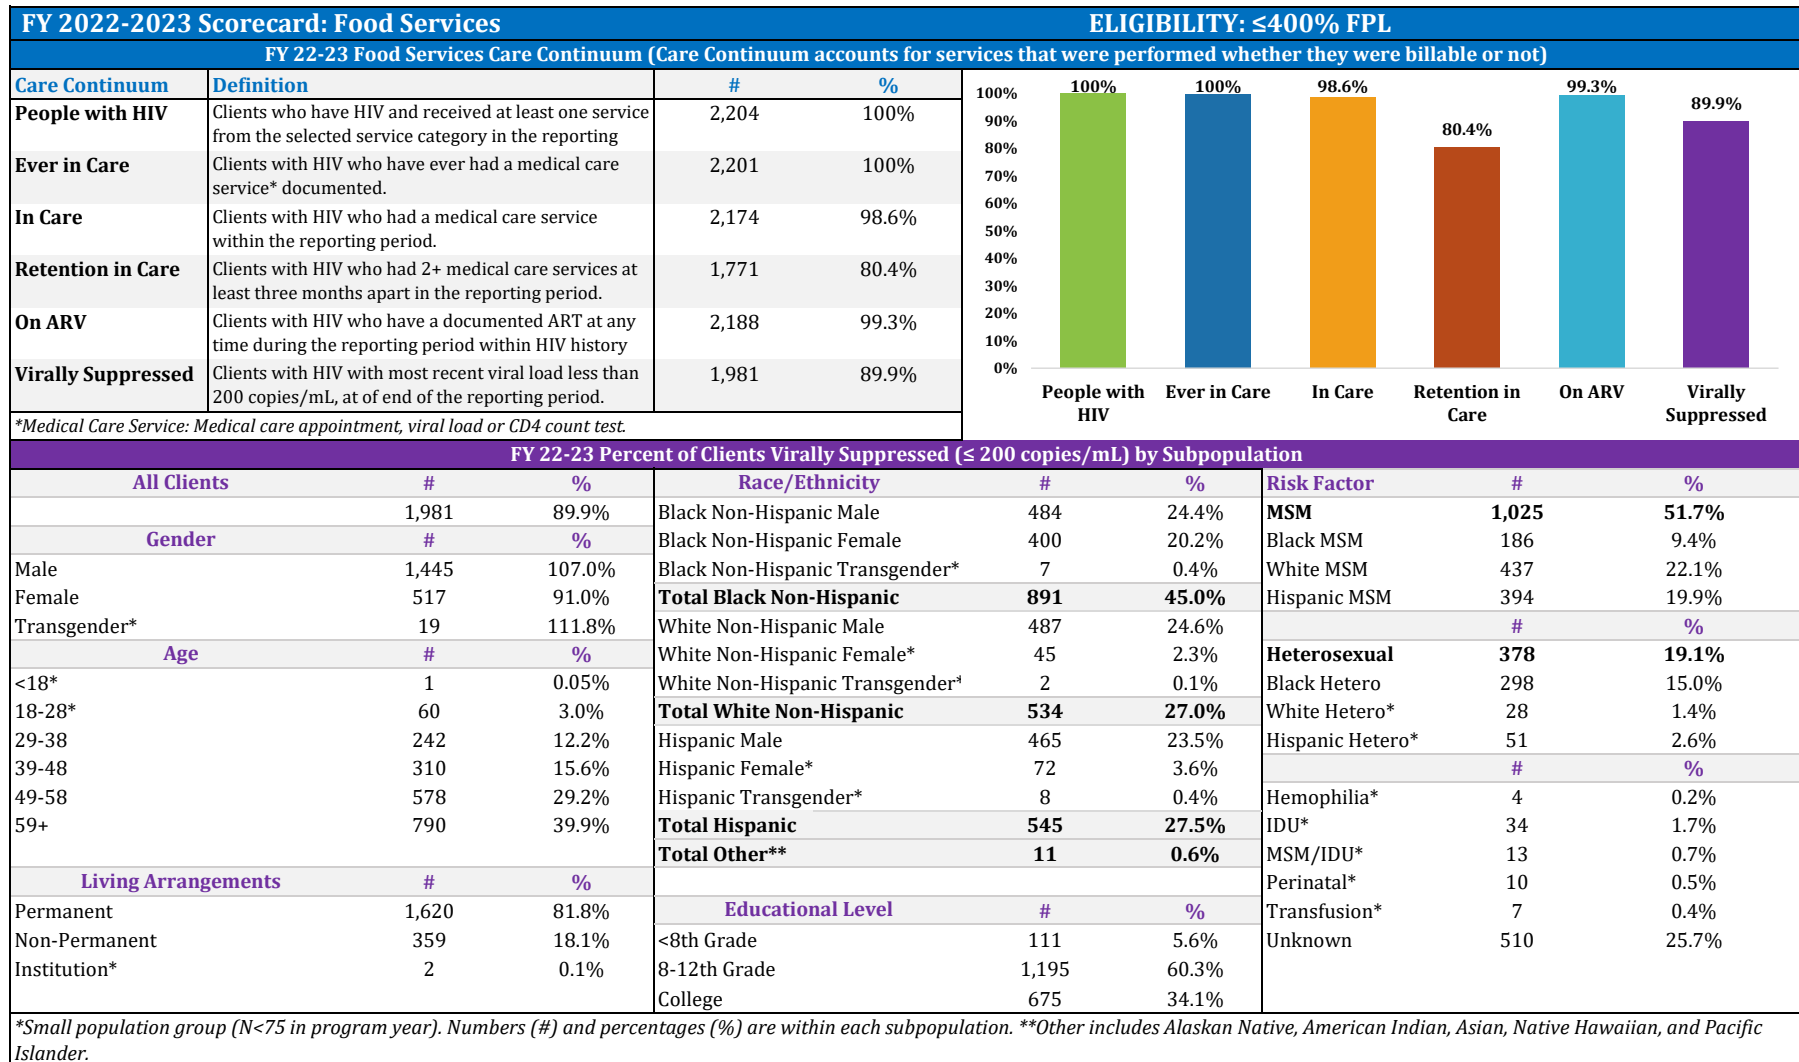 FY 2022-2023 Scorecard: Food Services ELIGIBILITY: ≤400% FPL
FY 22-23 Food Services Care Continuum (Care Continuum accounts for services that were performed whether they were billable or not)
Care Continuum Definition # %
People with HIV Clients who have HIV and received at least one service 2,204 100%
from the selected service category in the reporting
Ever in Care Clients with HIV who have ever had a medical care 2,201 100%
service* documented.
In Care Clients with HIV who had a medical care service 2,174 98.6%
within the reporting period.
Retention in Care Clients with HIV who had 2+ medical care services at 1,771 80.4%
least three months apart in the reporting period.
On ARV Clients with HIV who have a documented ART at any 2,188 99.3%
time during the reporting period within HIV history
Virally Suppressed Clients with HIV with most recent viral load less than 1,981 89.9%
200 copies/mL, at of end of the reporting period.
*Medical Care Service: Medical care appointment, viral load or CD4 count test.
100% 100% 98.6% 80.4% 99.3% 89.9%
100%
90%
80%
70%
60%
50%
40%
30%
20%
10%
0%
People with Ever in Care In Care Retention in On ARV Virally
HIV Care Suppressed
FY 22-23 Percent of Clients Virally Suppressed (≤ 200 copies/mL) by Subpopulation
All Clients # %
1,981 89.9%
Gender # %
Male 1,445 107.0%
Female 517 91.0%
Transgender* 19 111.8%
Age # %
<18* 1 0.05%
18-28* 60 3.0%
29-38 242 12.2%
39-48 310 15.6%
49-58 578 29.2%
59+ 790 39.9%
Living Arrangements # %
Permanent 1,620 81.8%
Non-Permanent 359 18.1%
Institution* 2 0.1%
Race/Ethnicity # %
Black Non-Hispanic Male 484 24.4%
Black Non-Hispanic Female 400 20.2%
Black Non-Hispanic Transgender* 7 0.4%
Total Black Non-Hispanic 891 45.0%
White Non-Hispanic Male 487 24.6%
White Non-Hispanic Female* 45 2.3%
White Non-Hispanic Transgender* 2 0.1%
Total White Non-Hispanic 534 27.0%
Hispanic Male 465 23.5%
Hispanic Female* 72 3.6%
Hispanic Transgender* 8 0.4%
Total Hispanic 545 27.5%
Total Other** 11 0.6%
Educational Level # %
<8th Grade 111 5.6%
8-12th Grade 1,195 60.3%
College 675 34.1%
Risk Factor # %
MSM 1,025 51.7%
Black MSM 186 9.4%
White MSM 437 22.1%
Hispanic MSM 394 19.9%
# %
Heterosexual 378 19.1%
Black Hetero 298 15.0%
White Hetero* 28 1.4%
Hispanic Hetero* 51 2.6%
# %
Hemophilia* 4 0.2%
IDU* 34 1.7%
MSM/IDU* 13 0.7%
Perinatal* 10 0.5%
Transfusion* 7 0.4%
Unknown 510 25.7%
*Small population group (N<75 in program year). Numbers (#) and percentages (%) are within each subpopulation. **Other includes Alaskan Native, American Indian, Asian, Native Hawaiian, and Pacific
Islander.